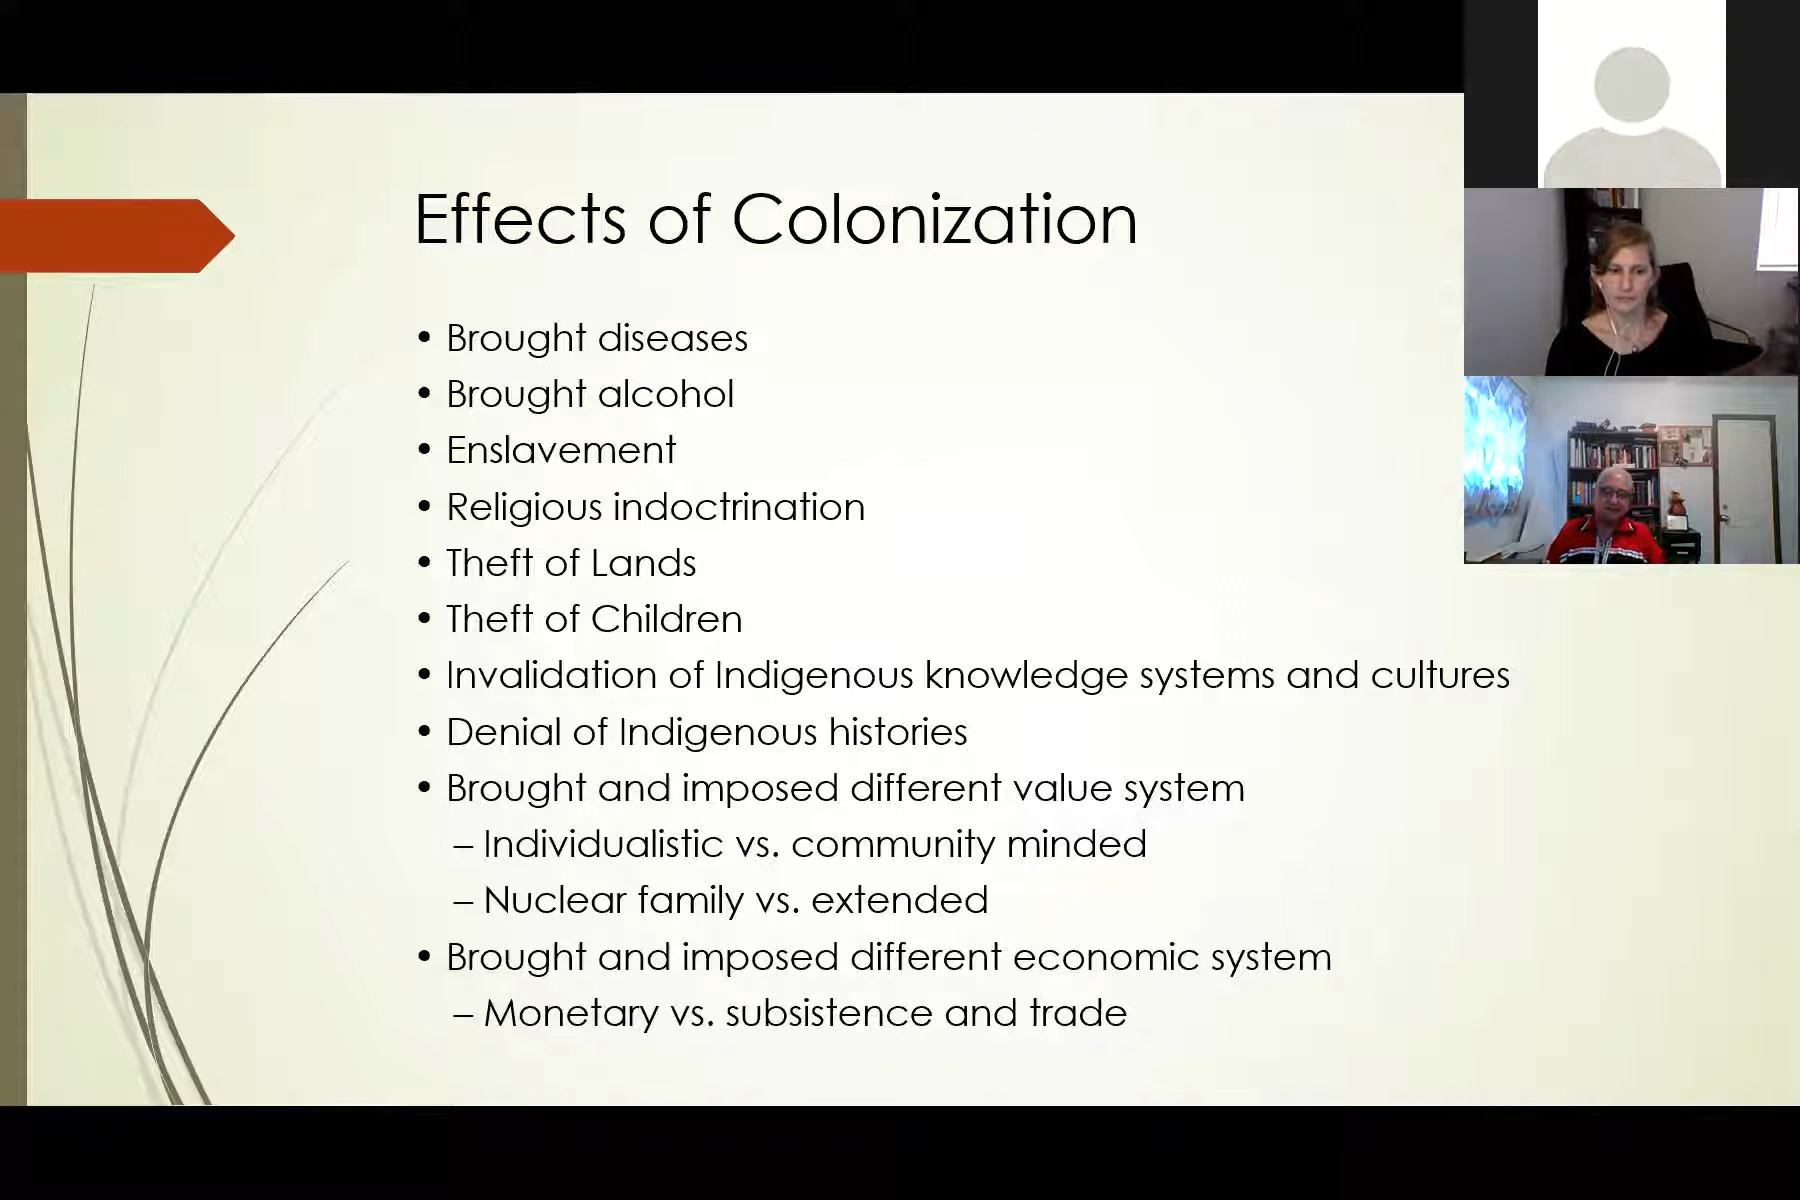 Effects of Colonization
• Brought diseases
• Brought alcohol
• Enslavement
• Religious indoctrination
• Theft of Lands
• Theft of Children
• Invalidation of Indigenous knowledge systems and cultures
• Denial of Indigenous histories
• Brought and imposed different value system
– Individualistic vs. community minded
– Nuclear family vs. extended
• Brought and imposed different economic system
– Monetary vs. subsistence and trade